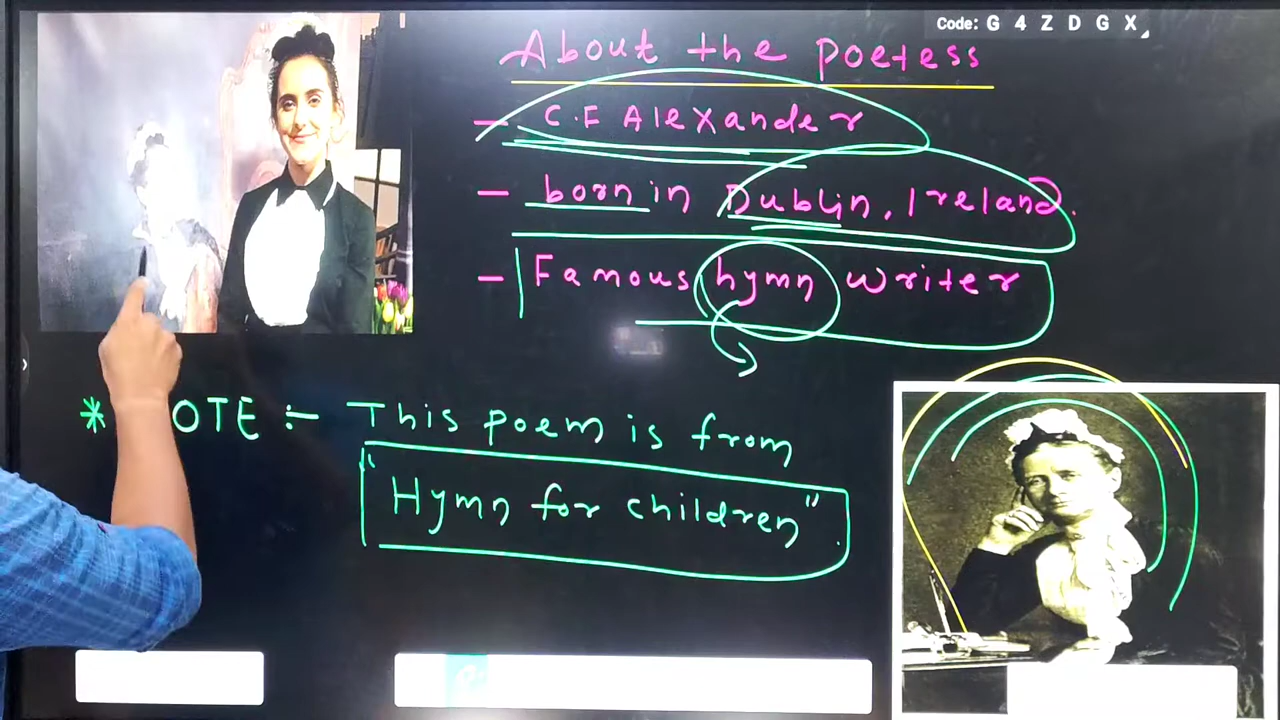 Code: G 4 Z D G X
About the poetess
- C.F Alexander
- born in Dublin, Ireland.
- Famous hymn writer
* NOTE :- This poem is from
"Hymn for children".